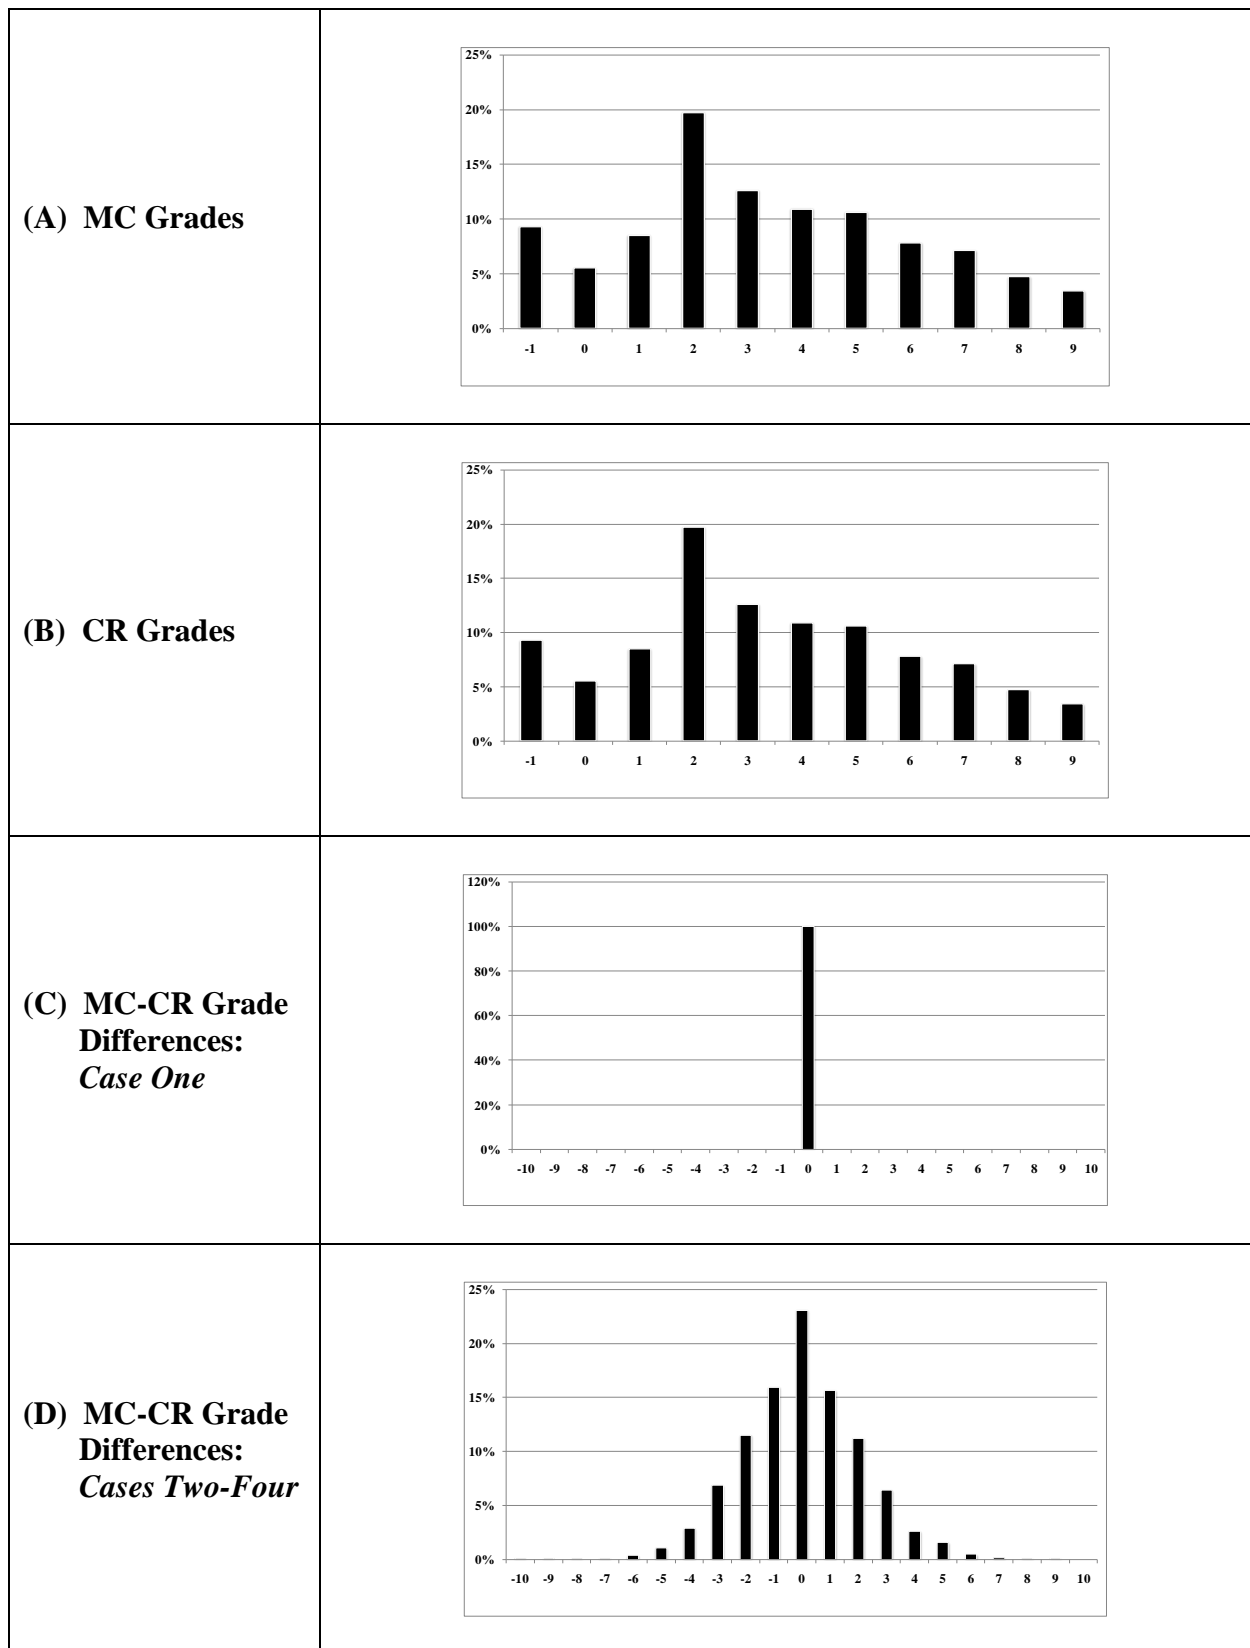 (A) MC Grades
25%
20%
15%
10%
5%
0%
-1 0 1 2 3 4 5 6 7 8 9
(B) CR Grades
25%
20%
15%
10%
5%
0%
-1 0 1 2 3 4 5 6 7 8 9
(C) MC-CR Grade
Differences:
Case One
120%
100%
80%
60%
40%
20%
0%
-10 -9 -8 -7 -6 -5 -4 -3 -2 -1 0 1 2 3 4 5 6 7 8 9 10
(D) MC-CR Grade
Differences:
Cases Two-Four
25%
20%
15%
10%
5%
0%
-10 -9 -8 -7 -6 -5 -4 -3 -2 -1 0 1 2 3 4 5 6 7 8 9 10